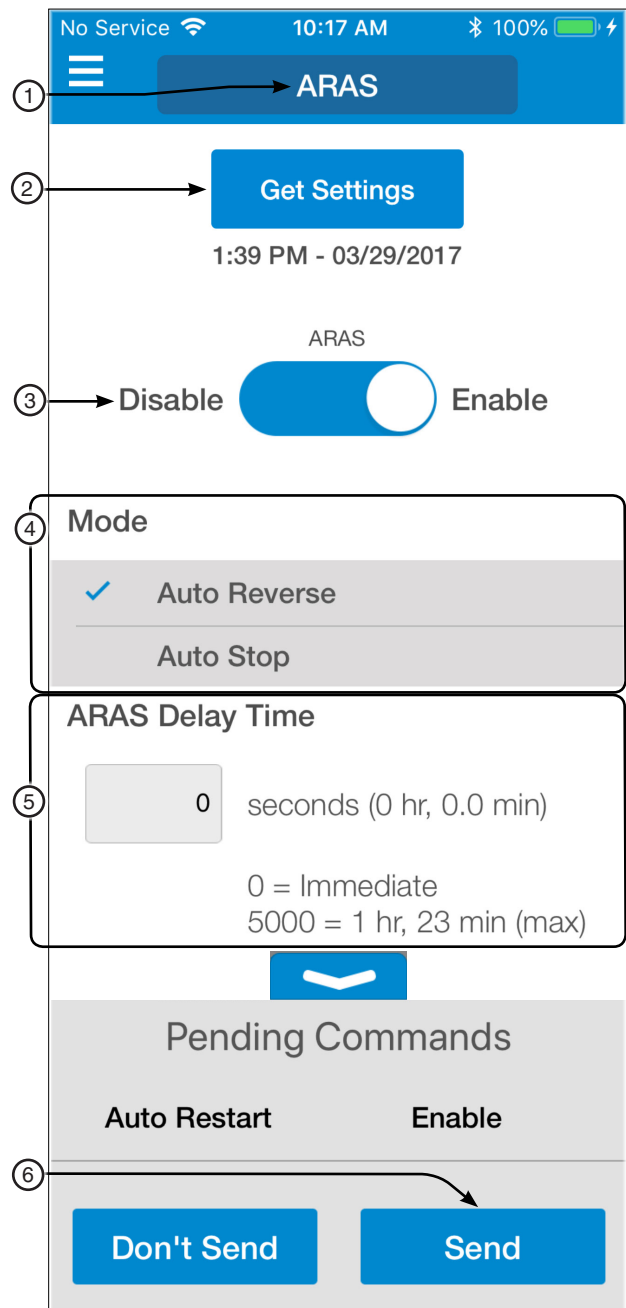 No Service 10:17 AM 100%
1 ARAS
2 Get Settings
1:39 PM - 03/29/2017
ARAS
3 Disable Enable
4 Mode
Auto Reverse
Auto Stop
ARAS Delay Time
5 0 seconds (0 hr, 0.0 min)
0 = Immediate
5000 = 1 hr, 23 min (max)
Pending Commands
Auto Restart Enable
6
Don't Send Send